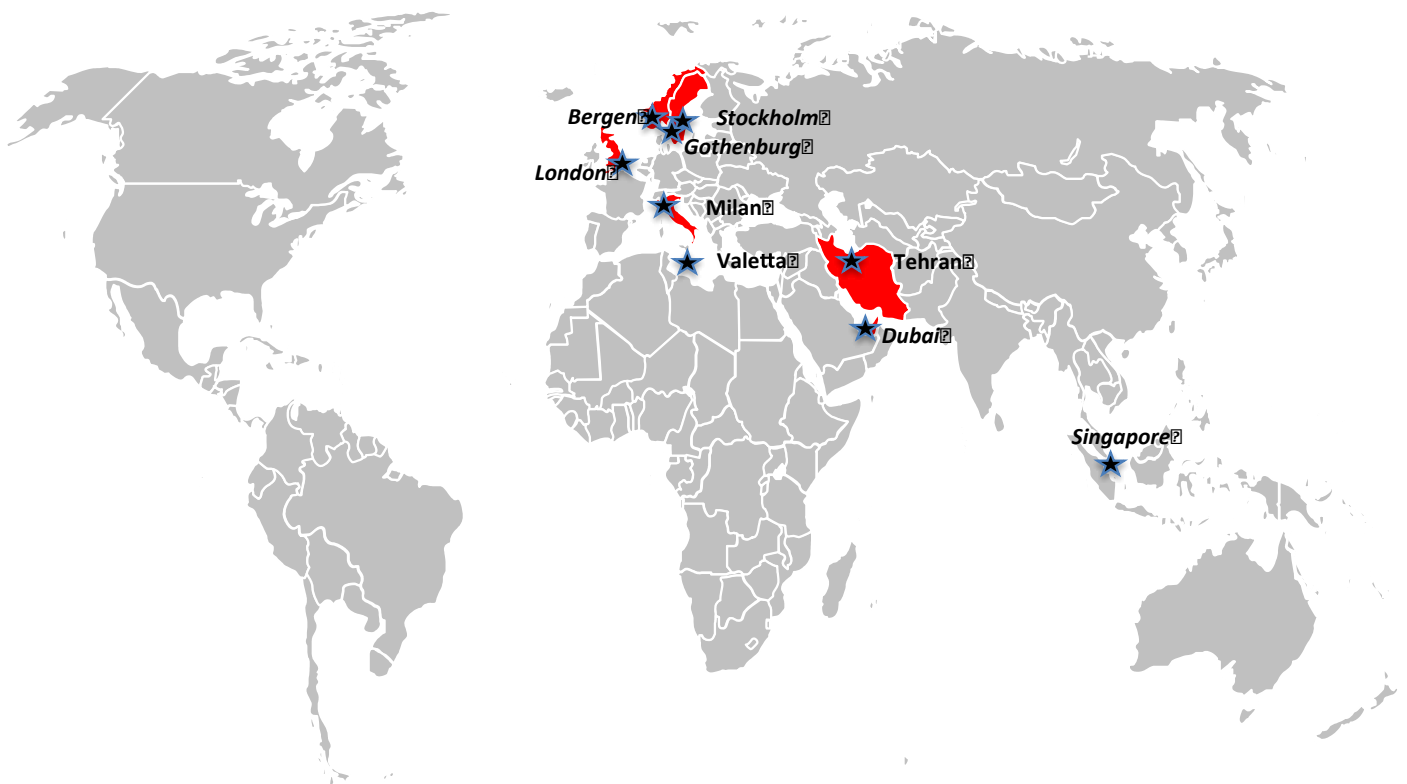 Bergen
Stockholm
Gothenburg
London
Milan
Valetta
Tehran
Dubai
Singapore